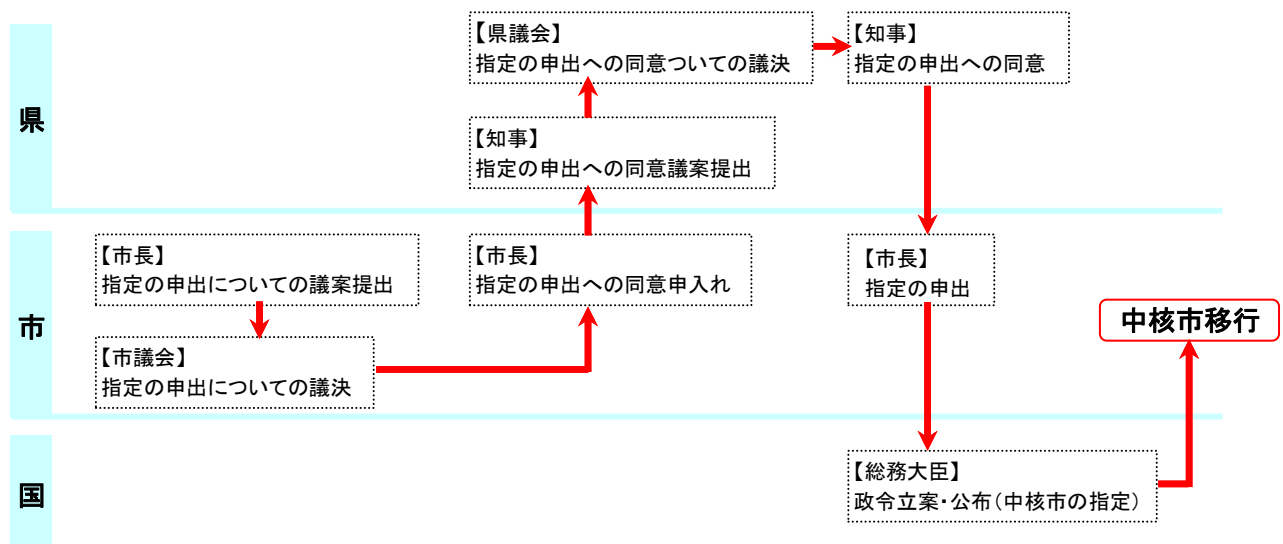 県
【県議会】
指定の申出への同意ついての議決
【知事】
指定の申出への同意
【知事】
指定の申出への同意議案提出
市
【市長】
指定の申出についての議案提出
【市長】
指定の申出への同意申入れ
【市長】
指定の申出
中核市移行
【市議会】
指定の申出についての議決
国
【総務大臣】
政令立案・公布(中核市の指定)